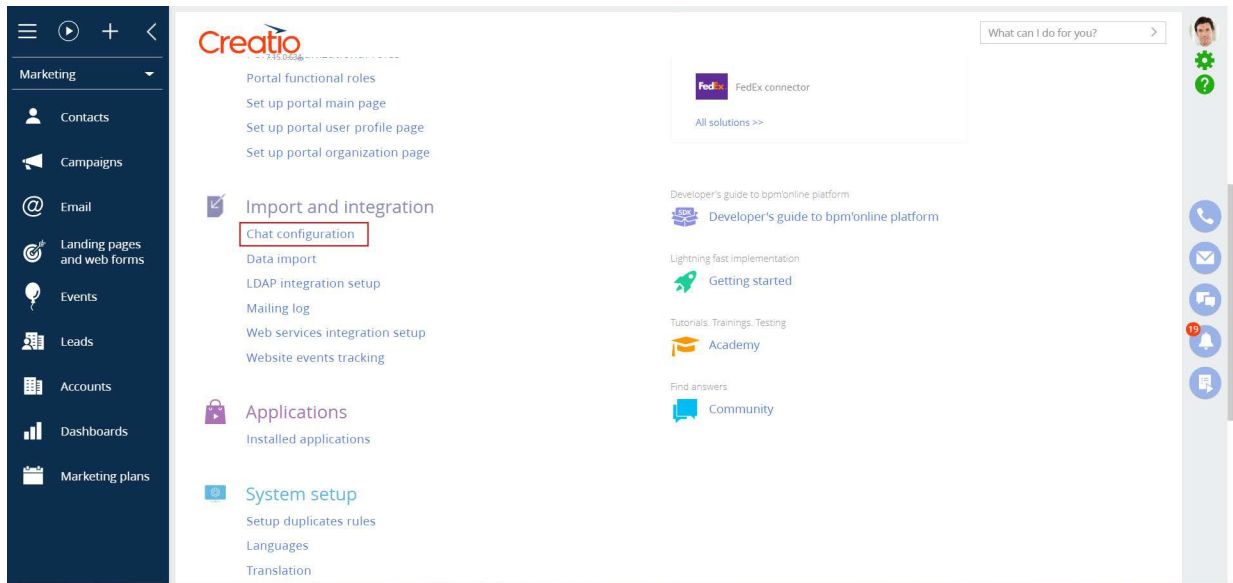 Marketing
Contacts
Campaigns
Email
Landing pages
and web forms
Events
Leads
Accounts
Dashboards
Marketing plans
Creatio
What can I do for you?
Portal functional roles
Set up portal main page
Set up portal user profile page
Set up portal organization page
Import and integration
Chat configuration
Data import
LDAP integration setup
Mailing log
Web services integration setup
Website events tracking
Applications
Installed applications
System setup
Setup duplicates rules
Languages
Translation
FedEx
FedEx connector
All solutions >>
Developer's guide to bpm'online platform
SDK
Developer's guide to bpm'online platform
Lightning fast implementation
Getting started
Tutorials. Trainings. Testing
Academy
Find answers
Community
?
19